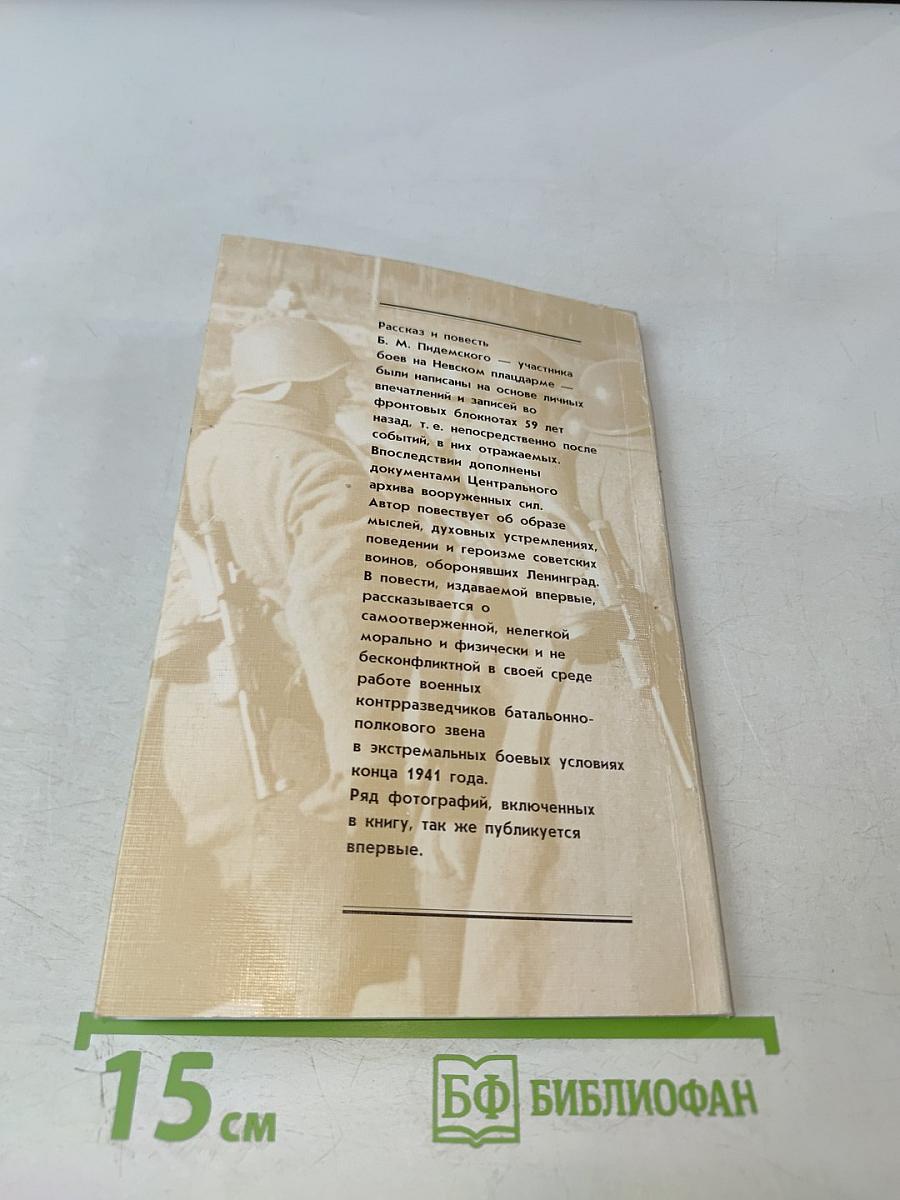 Рассказ и повесть
Б. М. Пидемского — участника
боев на Невском плацдарме —
были написаны на основе личных
впечатлений и записей во
фронтовых блокнотах 59 лет
назад, т. е. непосредственно после
событий, в них отражаемых.
Впоследствии дополнены
документами Центрального
архива вооруженных сил.
Автор повествует об образе
мыслей, духовных устремлениях,
поведении и героизме советских
воинов, оборонявших Ленинград.
В повести, издаваемой впервые,
рассказывается о
самоотверженной, нелегкой
морально и физически и не
бесконфликтной в своей среде
работе военных
контрразведчиков батальонно-
полкового звена
в экстремальных боевых условиях
конца 1941 года.
Ряд фотографий, включенных
в книгу, так же публикуется
впервые.
15 см
БФ БИБЛИОФАН